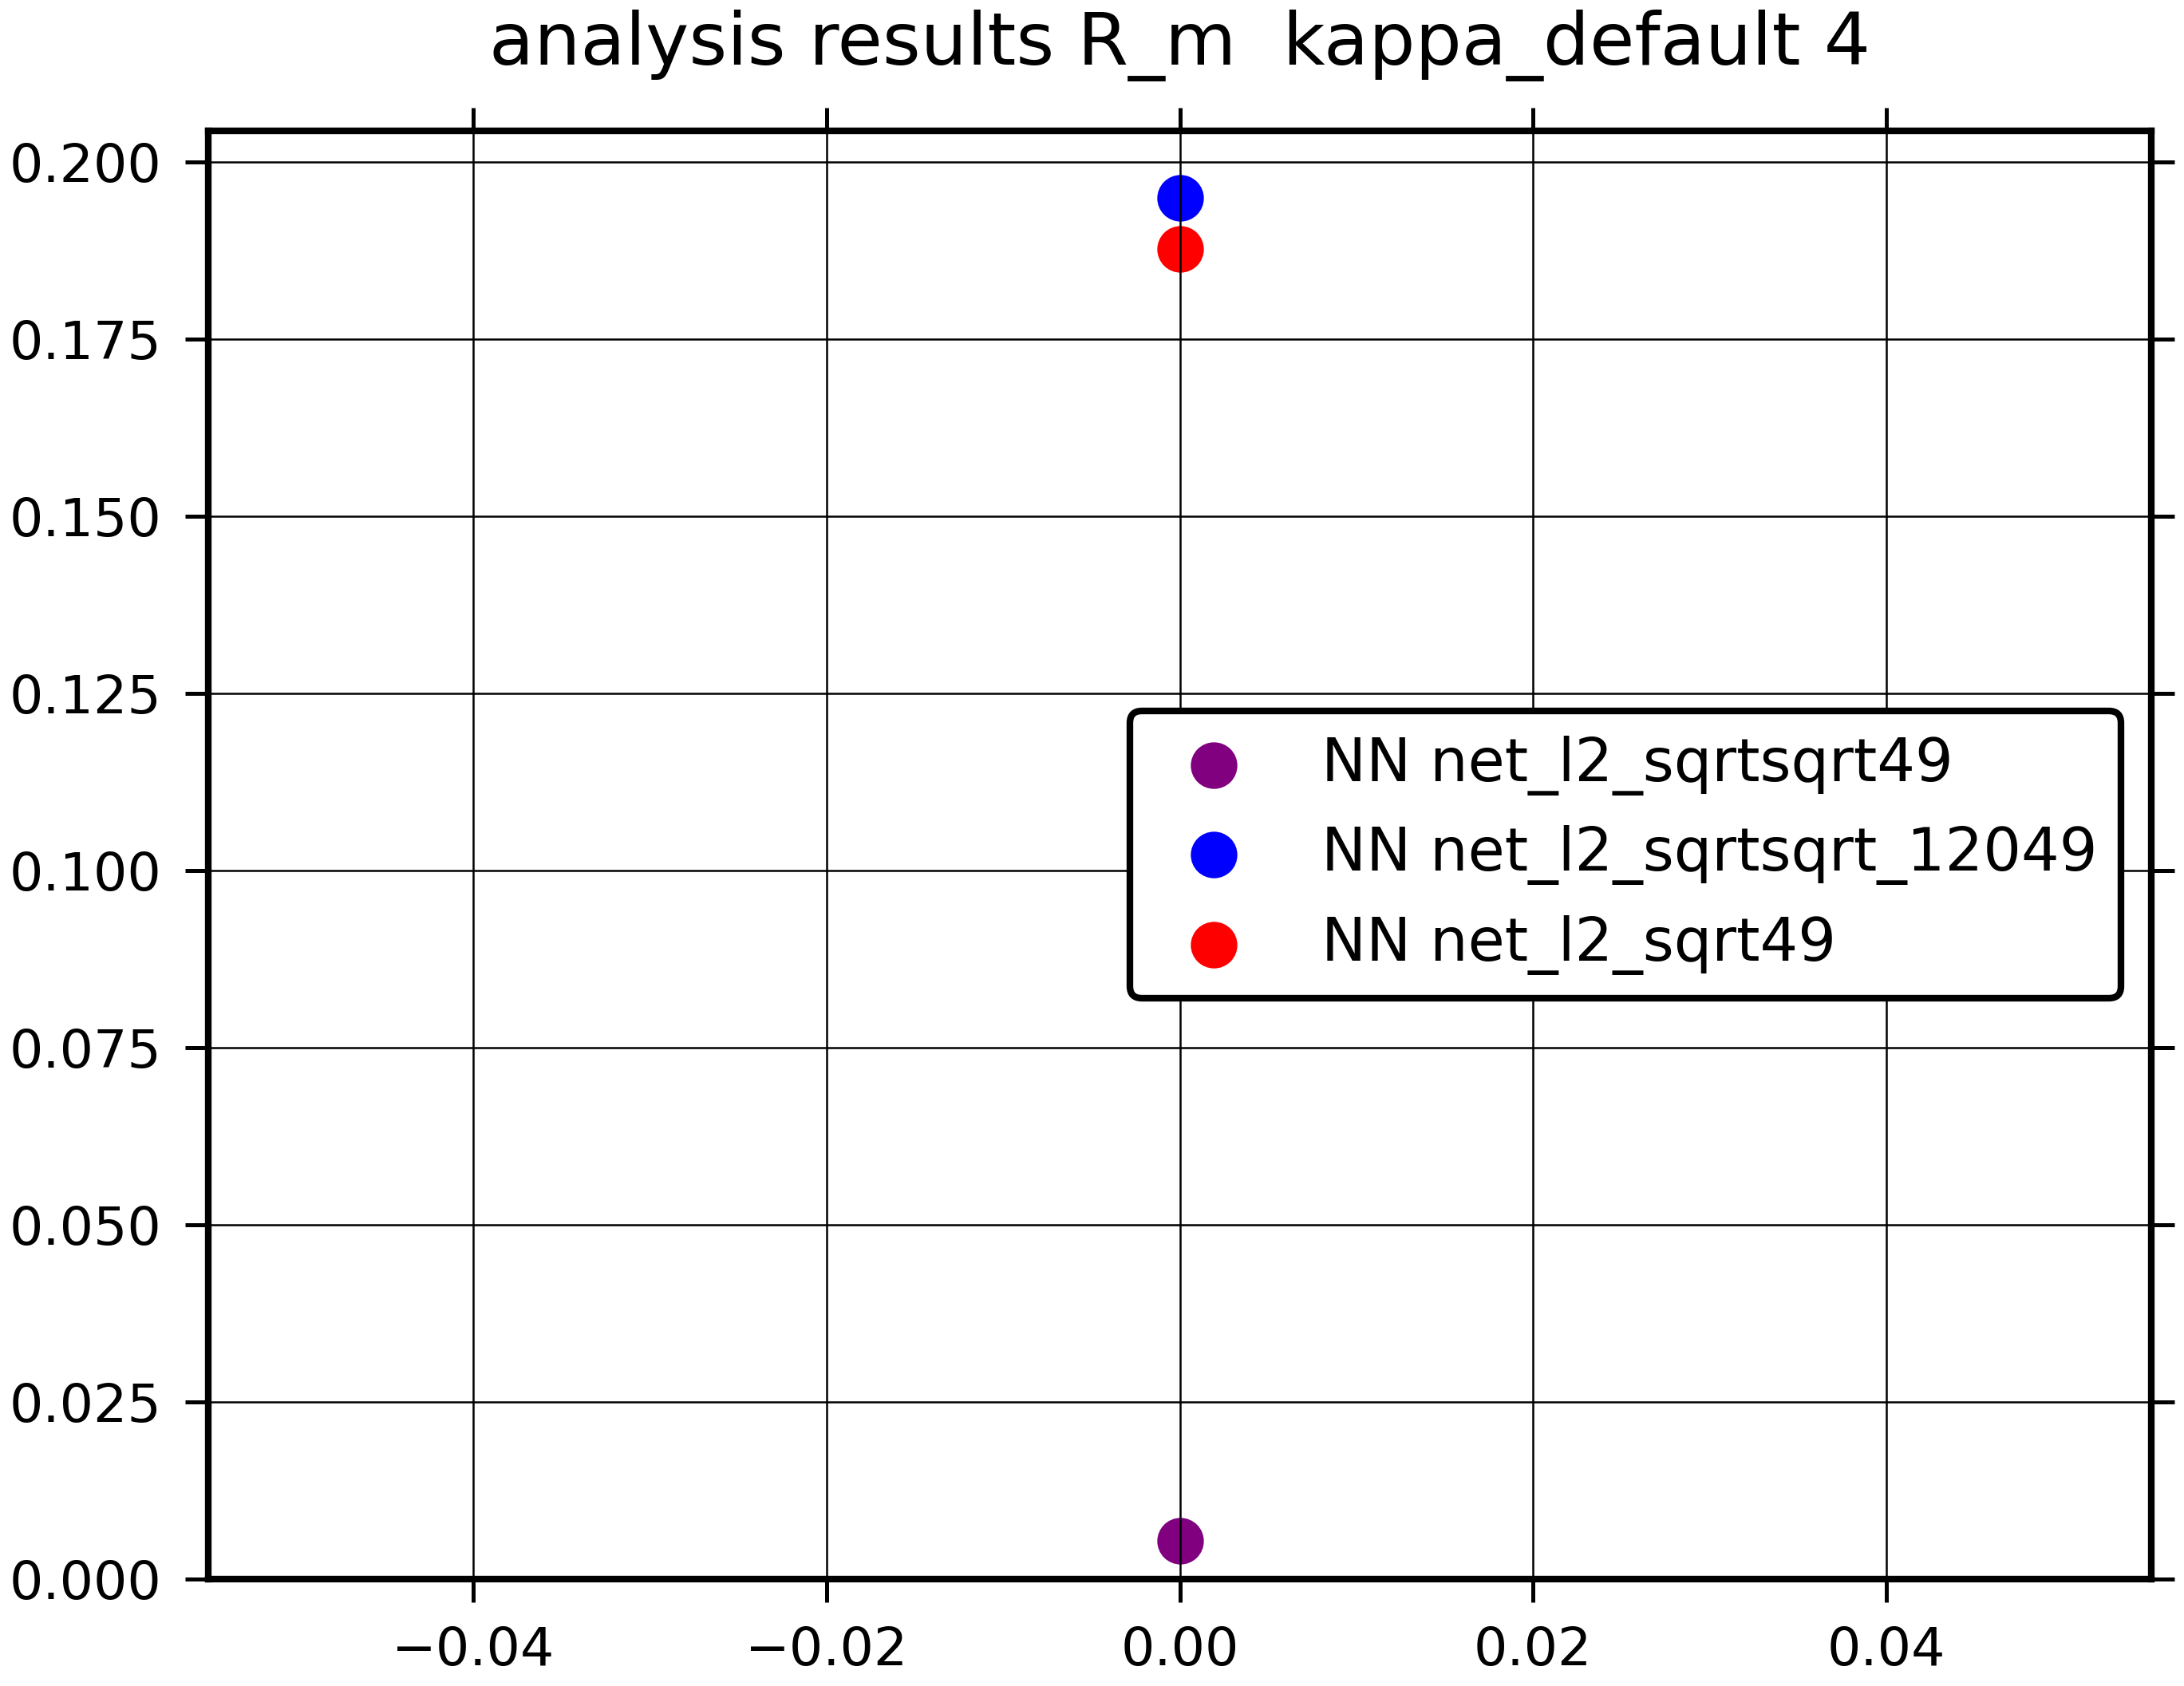 analysis results R_m  kappa_default 4
0.200
0.175
0.150
0.125
0.100
0.075
0.050
0.025
0.000
NN net_l2_sqrtsqrt49
NN net_l2_sqrtsqrt_12049
NN net_l2_sqrt49
−0.04 −0.02 0.00 0.02 0.04